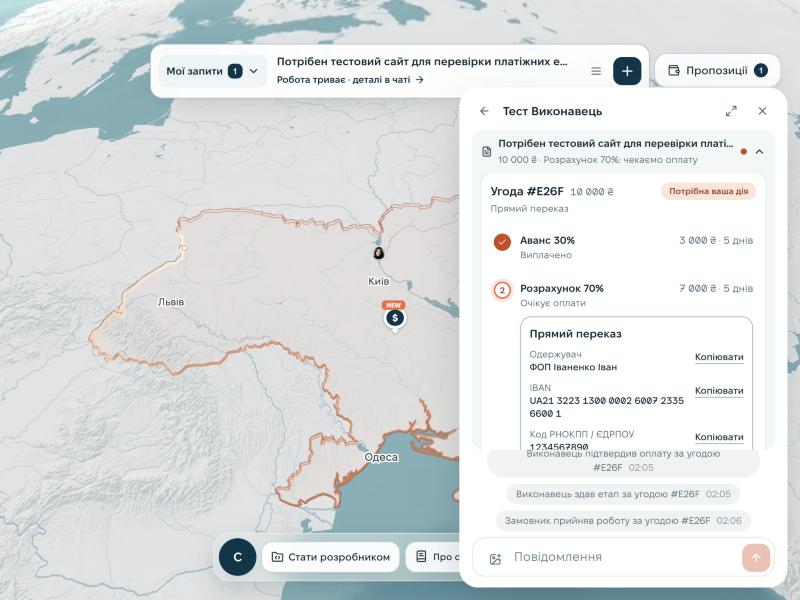 Мої запити 1
Потрібен тестовий сайт для перевірки платіжних е...
Робота триває · деталі в чаті →
Пропозиції 1
Тест Виконавець
Потрібен тестовий сайт для перевірки платі...
10 000 ₴ · Розрахунок 70%: чекаємо оплату
Угода #E26F 10 000 ₴
Потрібна ваша дія
Прямий переказ
Аванс 30%
3 000 ₴ · 5 днів
Виплачено
2
Розрахунок 70%
7 000 ₴ · 5 днів
Очікує оплати
Прямий переказ
Одержувач
ФОП Іваненко Іван
Копіювати
IBAN
UA21 3223 1300 0002 6007 2335
6600 1
Копіювати
Код РНОКПП / ЄДРПОУ
1234567890
Копіювати
Виконавець підтвердив оплату за угодою
#E26F 02:05
Виконавець здав етап за угодою #E26F 02:05
Замовник прийняв роботу за угодою #E26F 02:06
Повідомлення
Київ
Львів
NEW
$
Одеса
С
Стати розробником
Про с